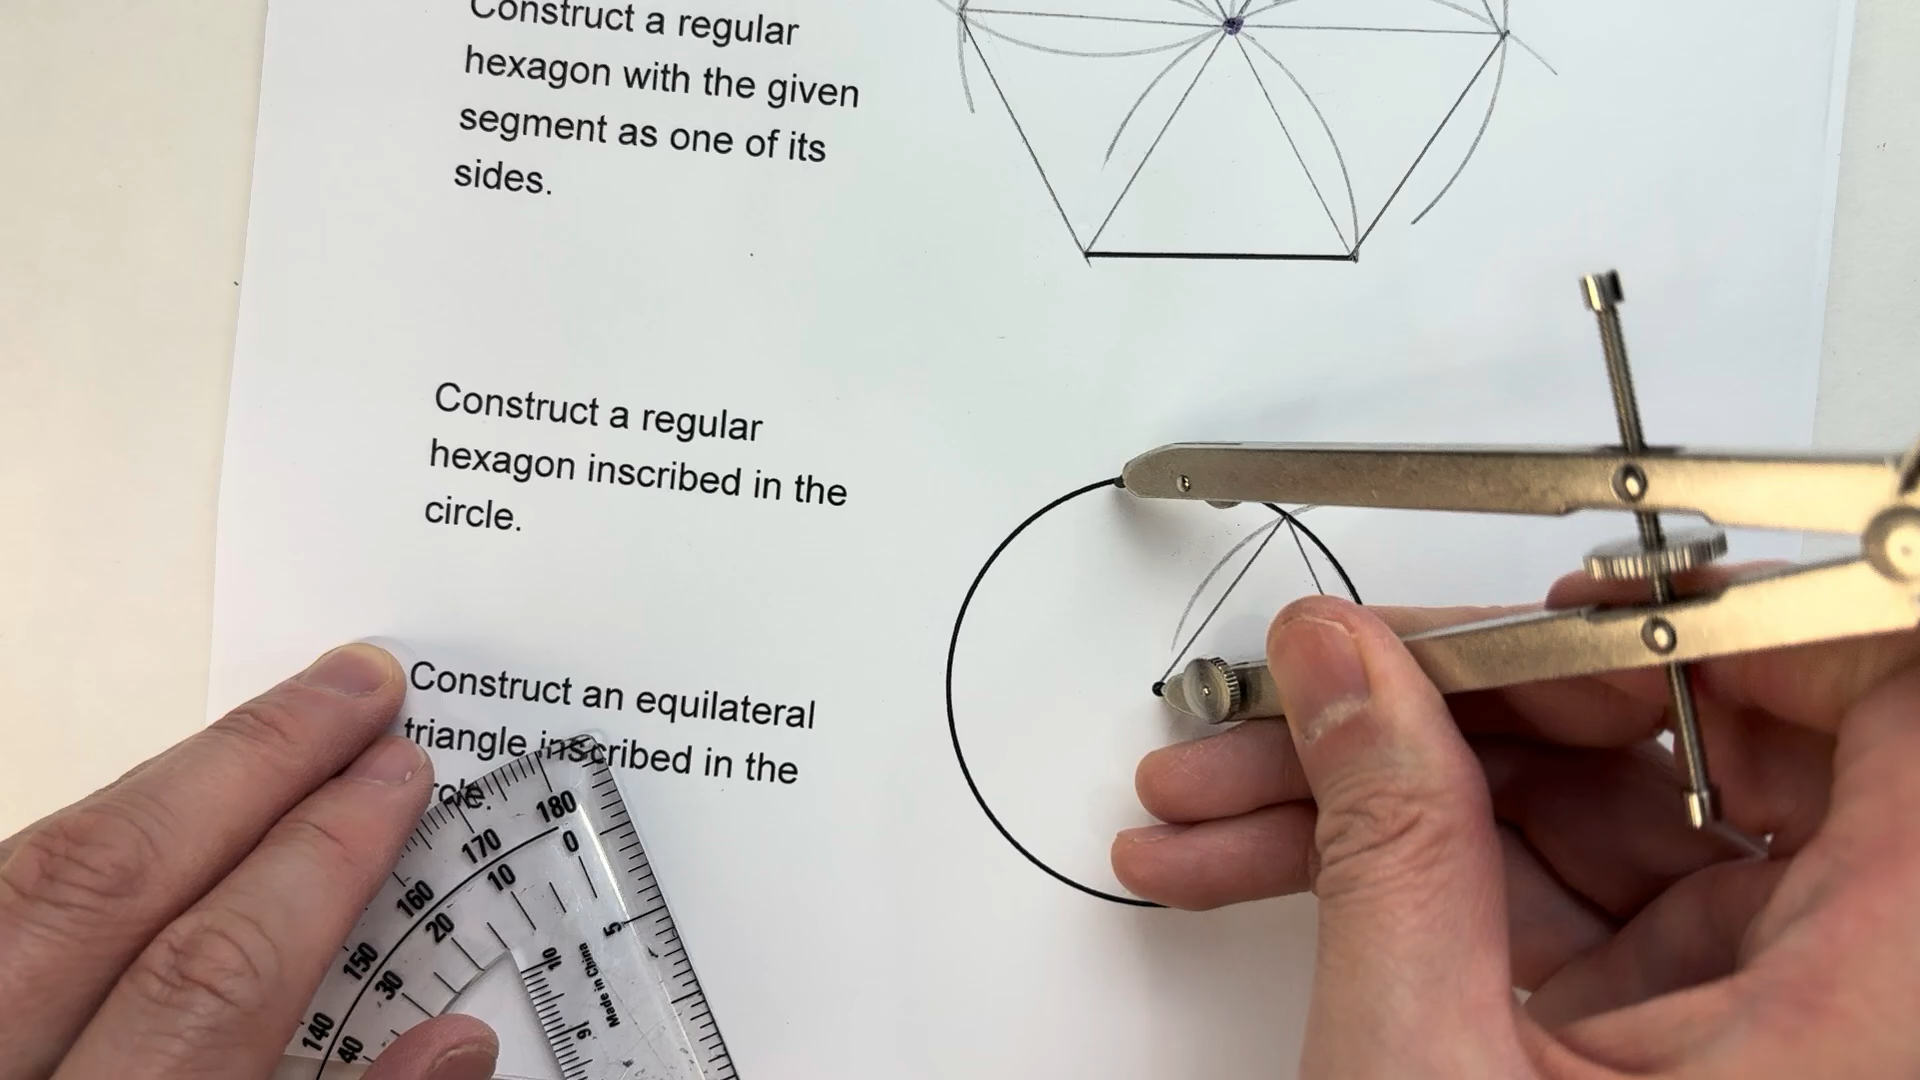 Construct a regular
hexagon with the given
segment as one of its
sides.
Construct a regular
hexagon inscribed in the
circle.
Construct an equilateral
triangle inscribed in the
180
170
160
150
140
0
10
20
30
40
5
10
9
Made in China